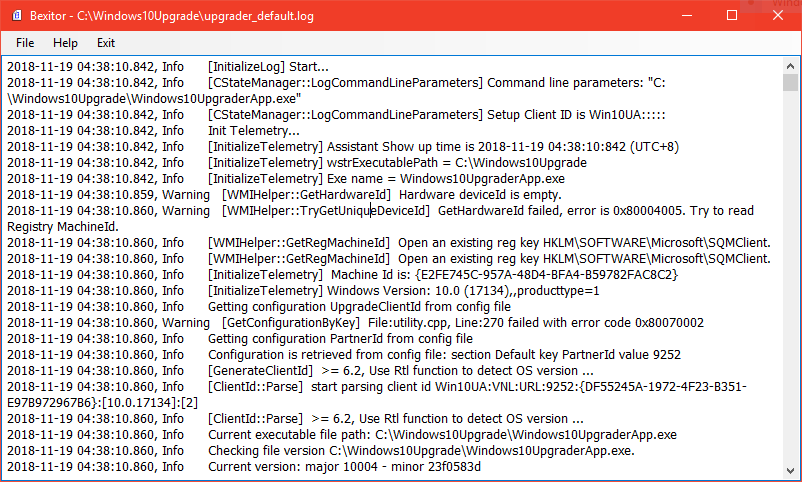 Bexitor - C:\Windows10Upgrade\upgrader_default.log
File Help Exit
2018-11-19 04:38:10.842, Info [InitializeLog] Start...
2018-11-19 04:38:10.842, Info [CStateManager::LogCommandLineParameters] Command line parameters: "C:
\Windows10Upgrade\Windows10UpgraderApp.exe"
2018-11-19 04:38:10.842, Info [CStateManager::LogCommandLineParameters] Setup Client ID is Win10UA:::::
2018-11-19 04:38:10.842, Info Init Telemetry...
2018-11-19 04:38:10.842, Info [InitializeTelemetry] Assistant Show up time is 2018-11-19 04:38:10:842 (UTC+8)
2018-11-19 04:38:10.842, Info [InitializeTelemetry] wstrExecutablePath = C:\Windows10Upgrade
2018-11-19 04:38:10.842, Info [InitializeTelemetry] Exe name = Windows10UpgraderApp.exe
2018-11-19 04:38:10.859, Warning [WMIHelper::GetHardwareId] Hardware deviceId is empty.
2018-11-19 04:38:10.860, Warning [WMIHelper::TryGetUniqueDeviceId] GetHardwareId failed, error is 0x80004005. Try to read
Registry MachineId.
2018-11-19 04:38:10.860, Info [WMIHelper::GetRegMachineId] Open an existing reg key HKLM\SOFTWARE\Microsoft\SQMClient.
2018-11-19 04:38:10.860, Info [WMIHelper::GetRegMachineId] Open an existing reg key HKLM\SOFTWARE\Microsoft\SQMClient.
2018-11-19 04:38:10.860, Info [InitializeTelemetry] Machine Id is: {E2FE745C-957A-48D4-BFA4-B59782FAC8C2}
2018-11-19 04:38:10.860, Info [InitializeTelemetry] Windows Version: 10.0 (17134),,producttype=1
2018-11-19 04:38:10.860, Info Getting configuration UpgradeClientId from config file
2018-11-19 04:38:10.860, Warning [GetConfigurationByKey] File:utility.cpp, Line:270 failed with error code 0x80070002
2018-11-19 04:38:10.860, Info Getting configuration PartnerId from config file
2018-11-19 04:38:10.860, Info Configuration is retrieved from config file: section Default key PartnerId value 9252
2018-11-19 04:38:10.860, Info [GenerateClientId] >= 6.2, Use Rtl function to detect OS version ...
2018-11-19 04:38:10.860, Info [ClientId::Parse] start parsing client id Win10UA:VNL:URL:9252:{DF55245A-1972-4F23-B351-
E97B972967B6}:[10.0.17134]:[2]
2018-11-19 04:38:10.860, Info [ClientId::Parse] >= 6.2, Use Rtl function to detect OS version ...
2018-11-19 04:38:10.860, Info Current executable file path: C:\Windows10Upgrade\Windows10UpgraderApp.exe
2018-11-19 04:38:10.860, Info Checking file version C:\Windows10Upgrade\Windows10UpgraderApp.exe.
2018-11-19 04:38:10.860, Info Current version: major 10004 - minor 23f0583d